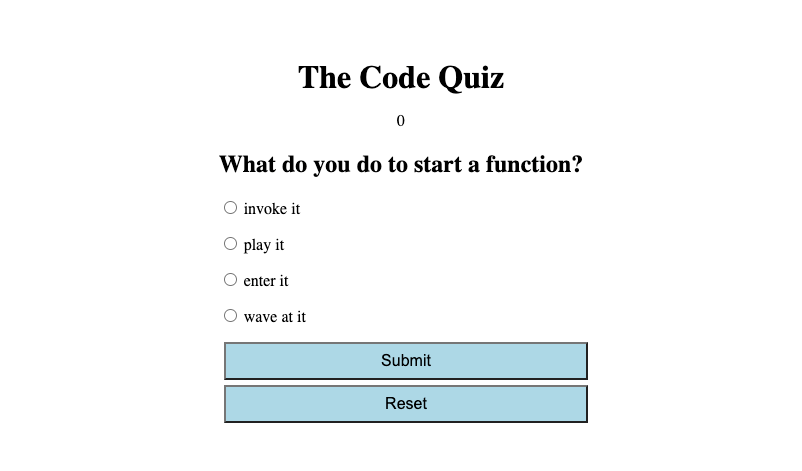 The Code Quiz
0
What do you do to start a function?
invoke it
play it
enter it
wave at it
Submit
Reset